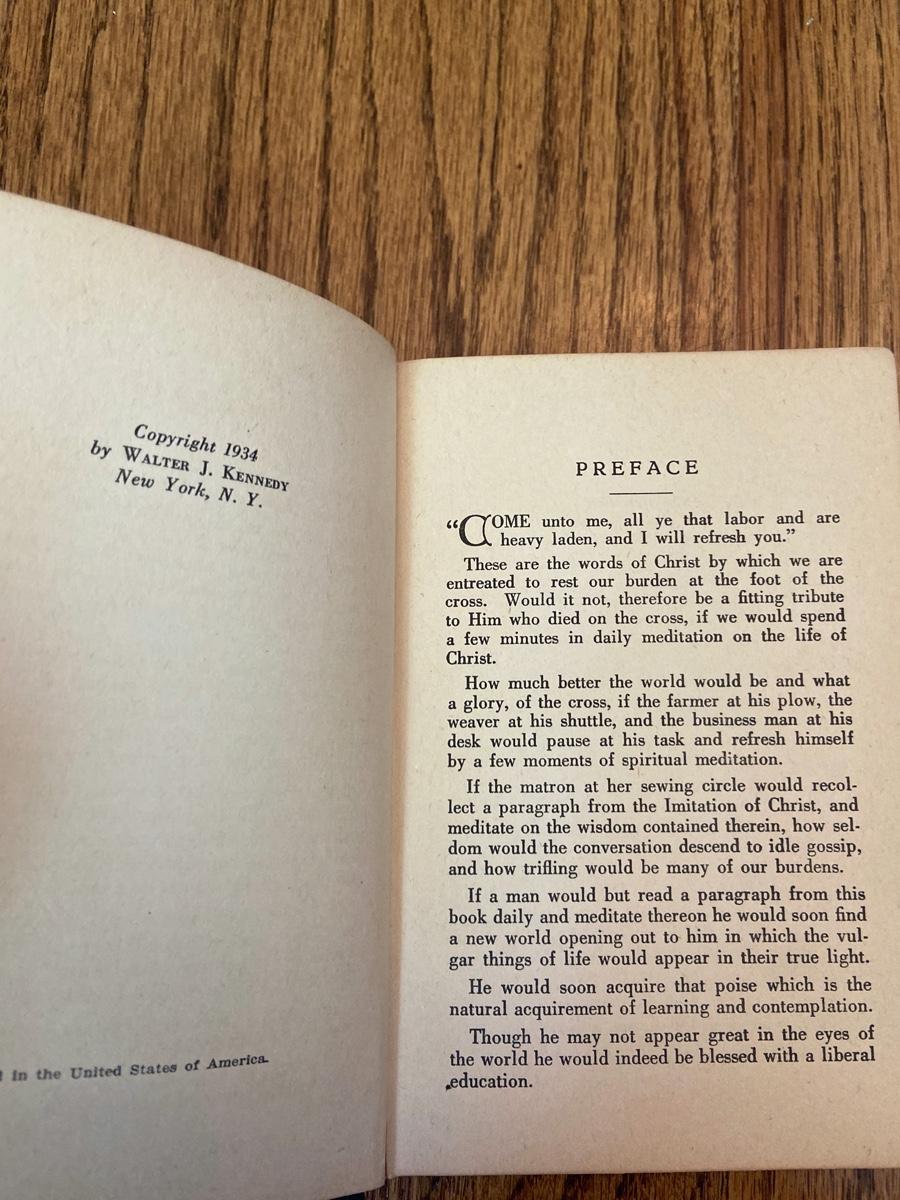 Copyright 1934
by WALTER J. KENNEDY
New York, N. Y.
in the United States of America.
PREFACE
“COME unto me, all ye that labor and are
heavy laden, and I will refresh you.”
These are the words of Christ by which we are
entreated to rest our burden at the foot of the
cross. Would it not, therefore be a fitting tribute
to Him who died on the cross, if we would spend
a few minutes in daily meditation on the life of
Christ.
How much better the world would be and what
a glory, of the cross, if the farmer at his plow, the
weaver at his shuttle, and the business man at his
desk would pause at his task and refresh himself
by a few moments of spiritual meditation.
If the matron at her sewing circle would recol-
lect a paragraph from the Imitation of Christ, and
meditate on the wisdom contained therein, how sel-
dom would the conversation descend to idle gossip,
and how trifling would be many of our burdens.
If a man would but read a paragraph from this
book daily and meditate thereon he would soon find
a new world opening out to him in which the vul-
gar things of life would appear in their true light.
He would soon acquire that poise which is the
natural acquirement of learning and contemplation.
Though he may not appear great in the eyes of
the world he would indeed be blessed with a liberal
education.